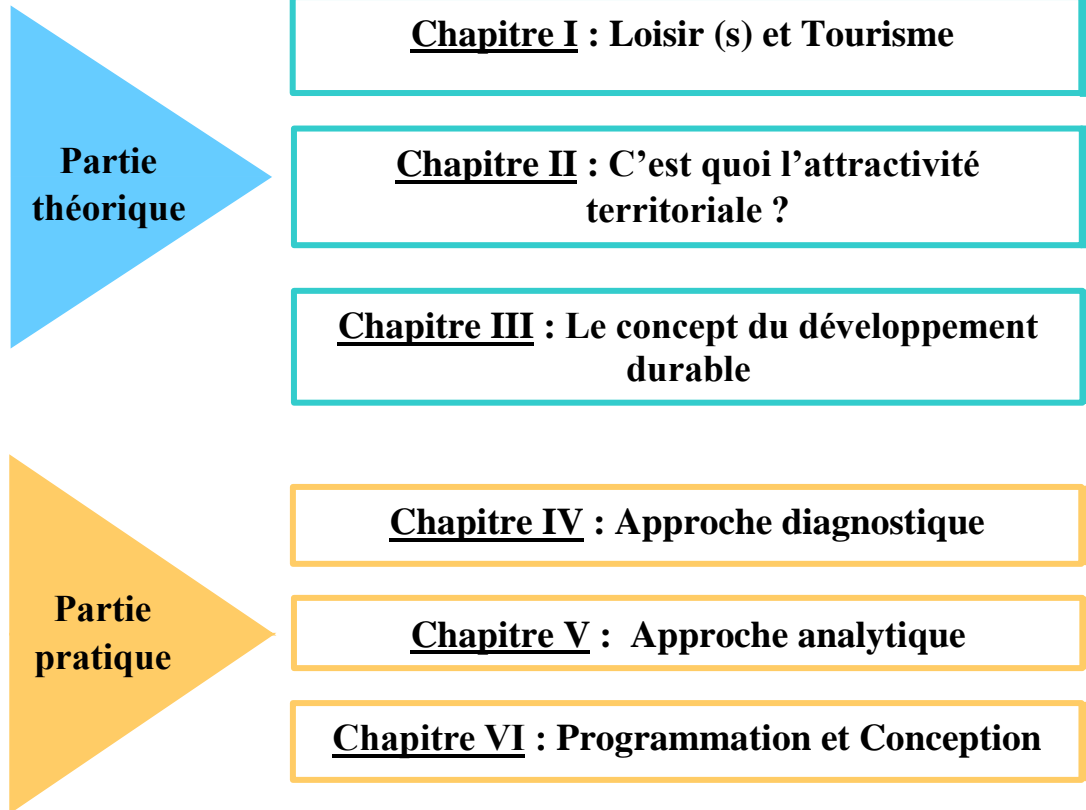 Partie
théorique
Chapitre I : Loisir (s) et Tourisme
Chapitre II : C’est quoi l’attractivité
territoriale ?
Chapitre III : Le concept du développement
durable
Partie
pratique
Chapitre IV : Approche diagnostique
Chapitre V :  Approche analytique
Chapitre VI : Programmation et Conception